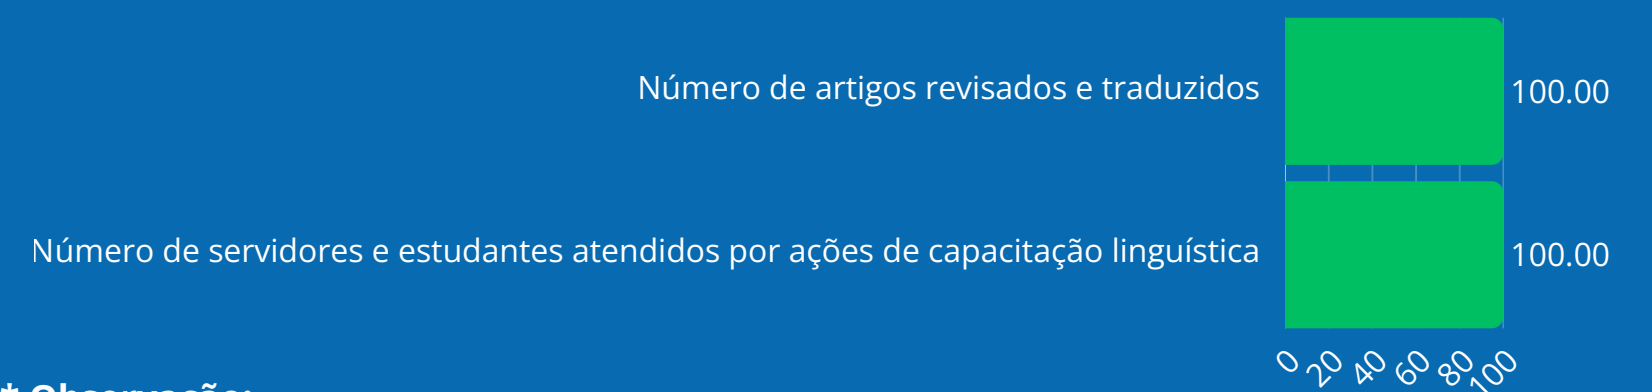 Número de artigos revisados e traduzidos
100.00
Número de servidores e estudantes atendidos por ações de capacitação linguística
100.00
0 20 40 60 80 100
* Observação: